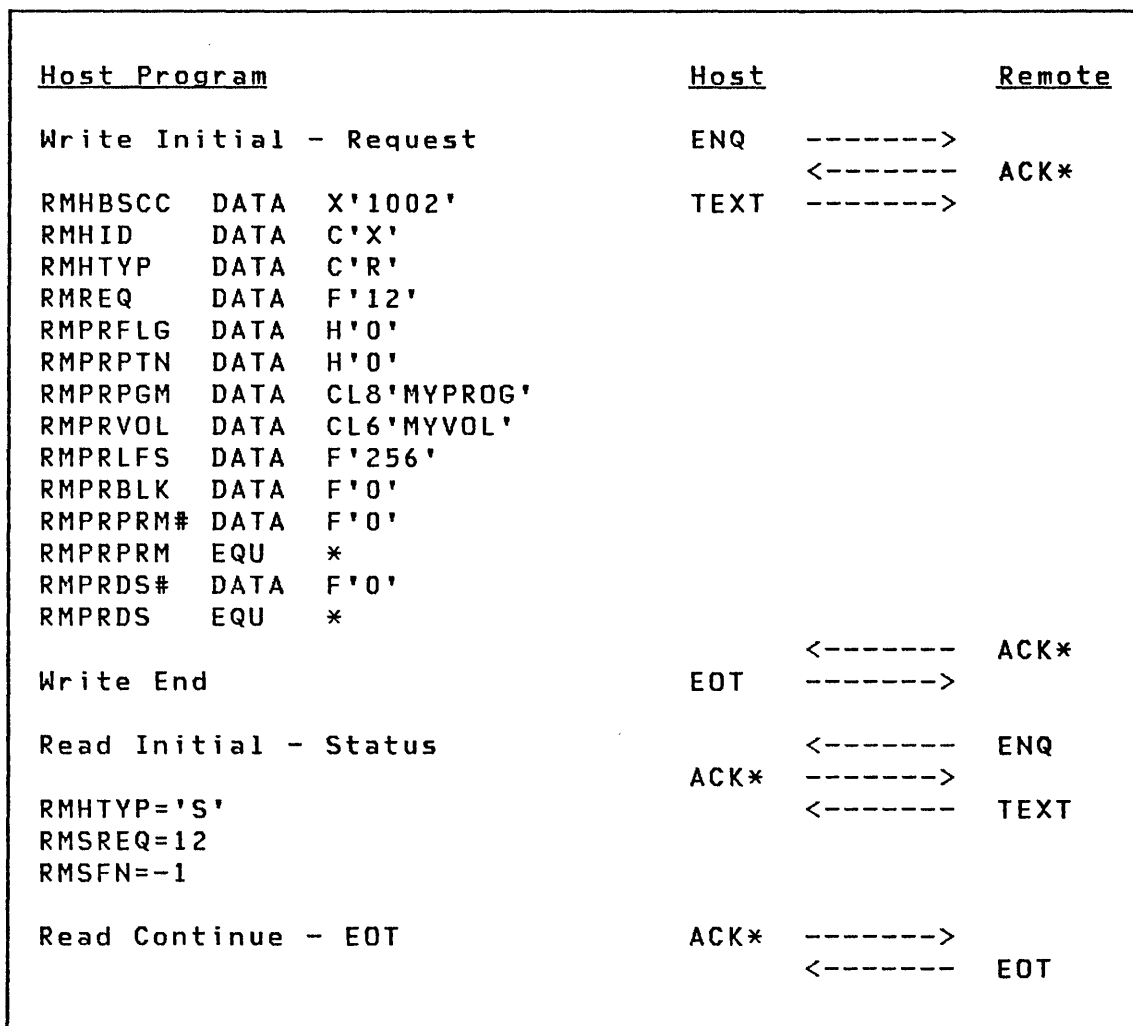 Host Program Host Remote
Write Initial - Request ENQ ------->
<------- ACK*
RMHBSCC DATA X'1002' TEXT ------->
RMHID DATA C'X'
RMHTYP DATA C'R'
RMREQ DATA F'12'
RMPRFLG DATA H'0'
RMPRPTN DATA H'0'
RMPRPGM DATA CL8'MYPROG'
RMPRVOL DATA CL6'MYVOL'
RMPRLFS DATA F'256'
RMPRBLK DATA F'0'
RMPRPRM# DATA F'0'
RMPRPRM EQU *
RMPRDS# DATA F'0'
RMPRDS EQU *
<------- ACK*
Write End EOT ------->
Read Initial - Status <------- ENQ
ACK* ------->
RMHTYP='S' <------- TEXT
RMSREQ=12
RMSFN=-1
Read Continue - EOT ACK* ------->
<------- EOT